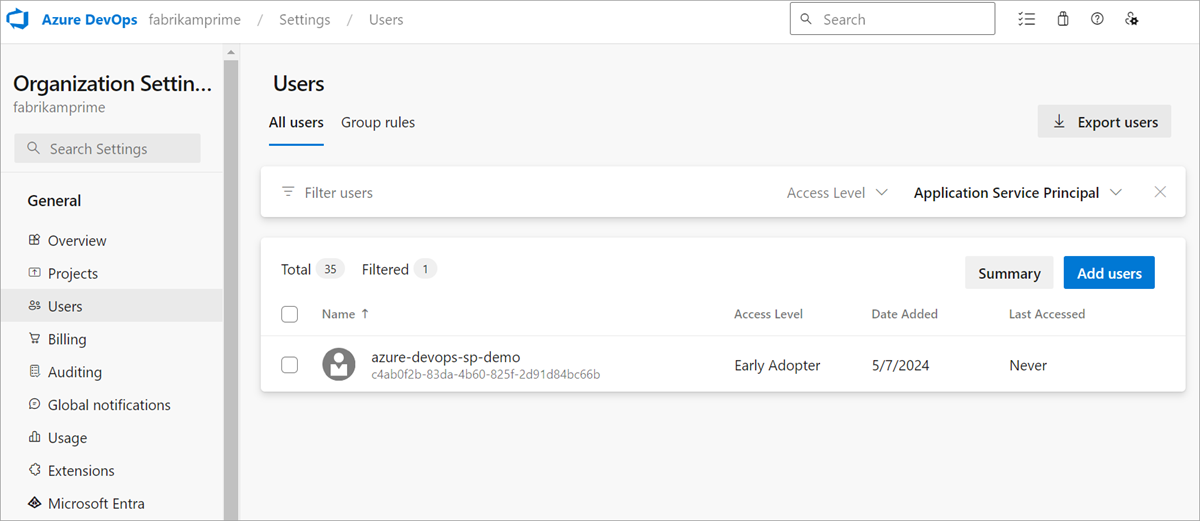 Azure DevOps fabrikamprime / Settings / Users Search
Organization Settin...
fabrikamprime
Search Settings
General
Overview
Projects
Users
Billing
Auditing
Global notifications
Usage
Extensions
Microsoft Entra
Users
All users Group rules Export users
Filter users Access Level Application Service Principal
Total 35 Filtered 1 Summary Add users
Name ↑ Access Level Date Added Last Accessed
azure-devops-sp-demo Early Adopter 5/7/2024 Never
c4ab0f2b-83da-4b60-825f-2d91d84bc66b